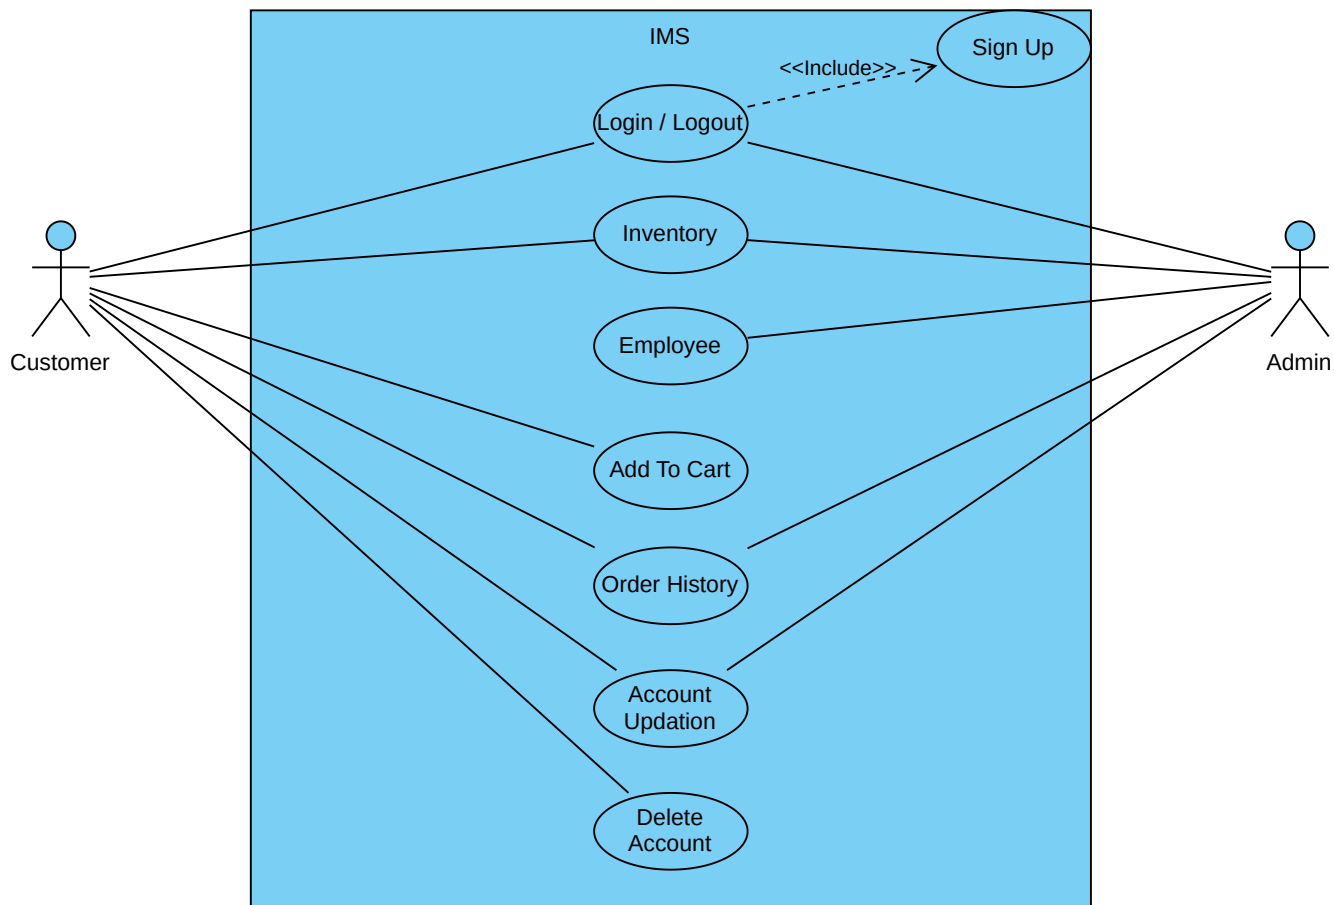 IMS
Sign Up
<<Include>>
Login / Logout
Inventory
Employee
Customer
Admin
Add To Cart
Order History
Account
Updation
Delete
Account